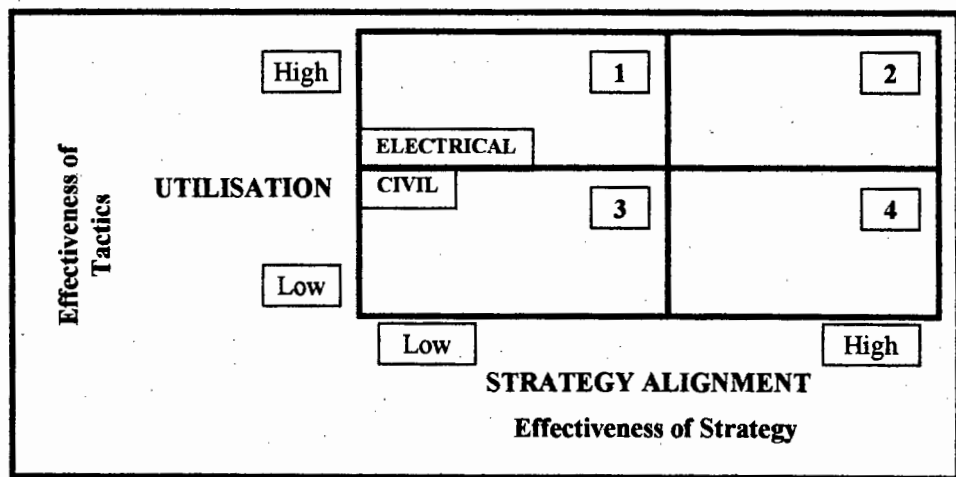 High
1
2
ELECTRICAL
Effectiveness of
Tactics
UTILISATION
CIVIL
3
4
Low
Low
High
STRATEGY ALIGNMENT
Effectiveness of Strategy